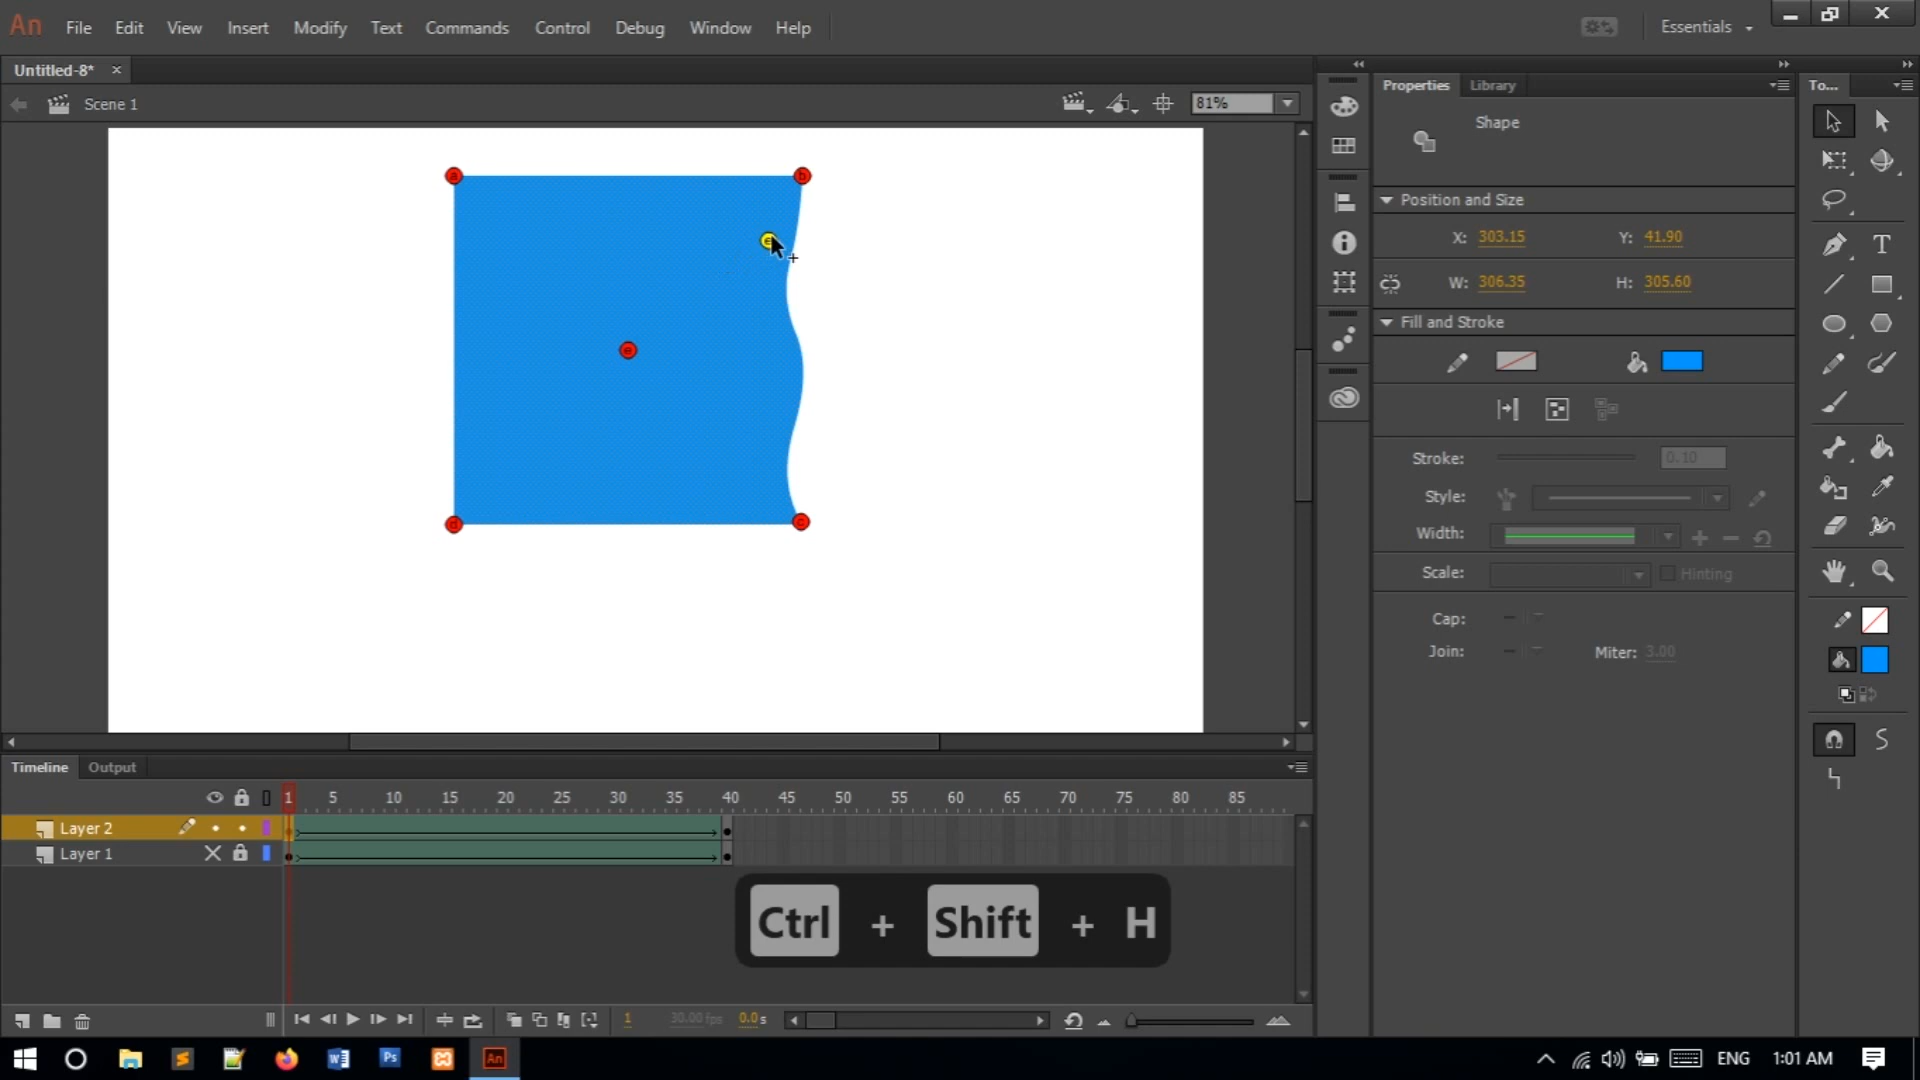 An File Edit View Insert Modify Text Commands Control Debug Window Help Essentials
Untitled-8*
Scene 1 81%
Properties Library To...
Shape
Position and Size
X: 303.15 Y: 41.90
W: 306.35 H: 305.60
Fill and Stroke
Stroke: 0.10
Style:
Width:
Scale: Hinting
Cap:
Join: Miter: 3.00
a b
e
e
d c
Timeline Output
1 5 10 15 20 25 30 35 40 45 50 55 60 65 70 75 80 85
Layer 2
Layer 1
Ctrl + Shift + H
1 30.00 fps 0.0 s
Ps An ENG 1:01 AM